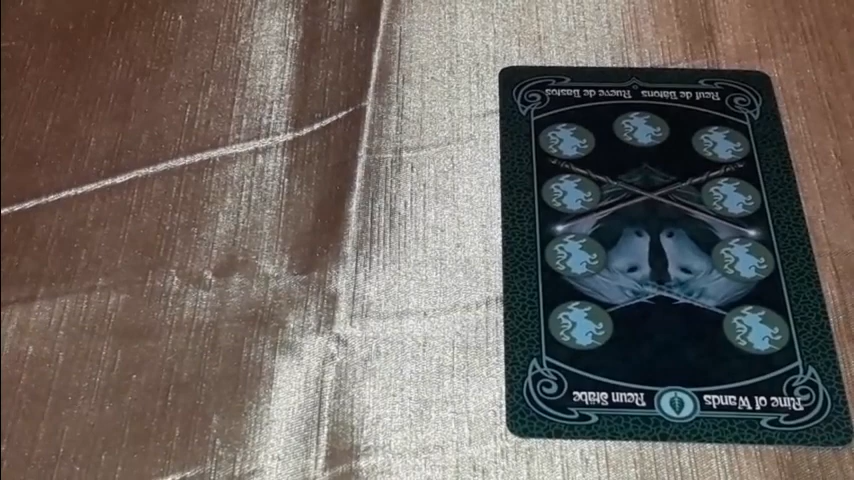 Nine of Wands Neun Stäbe
Neuf de Bâtons Nueve de Bastos